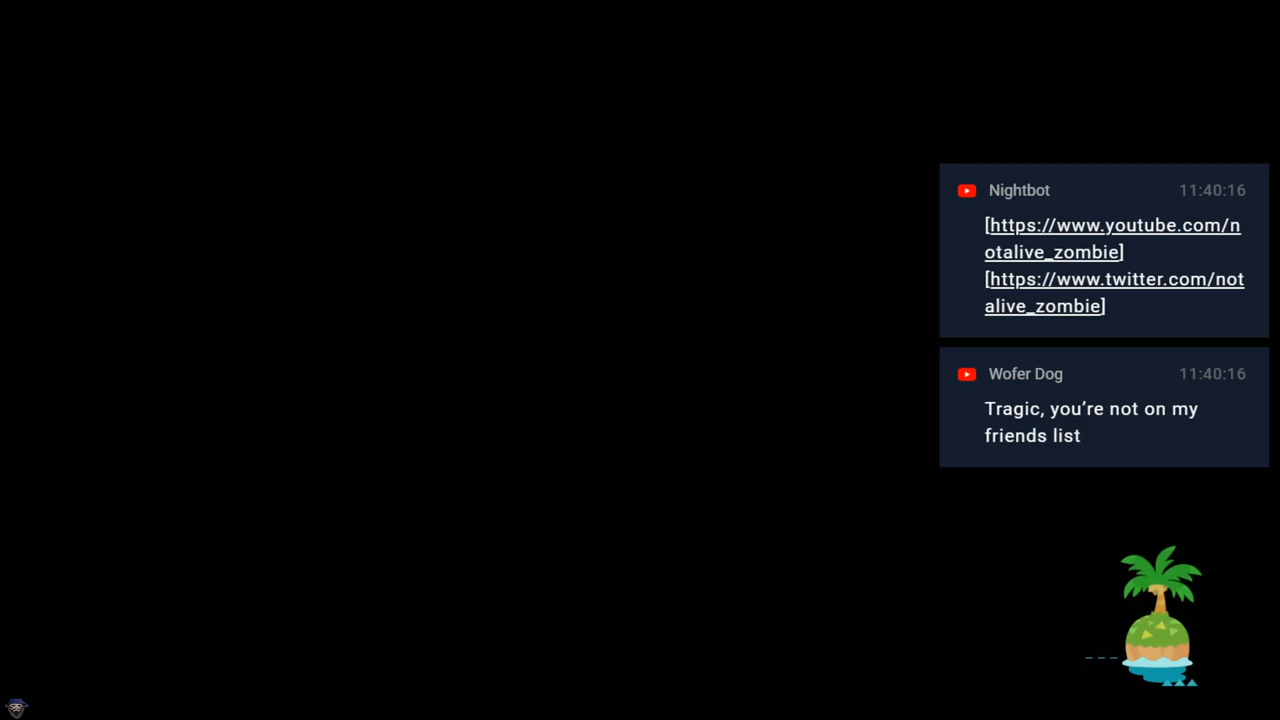 Nightbot 11:40:16
[https://www.youtube.com/n
otalive_zombie]
[https://www.twitter.com/not
alive_zombie]
Wofer Dog 11:40:16
Tragic, you’re not on my
friends list